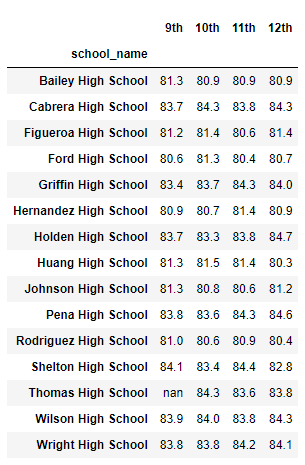 9th 10th 11th 12th
school_name
Bailey High School 81.3 80.9 80.9 80.9
Cabrera High School 83.7 84.3 83.8 84.3
Figueroa High School 81.2 81.4 80.6 81.4
Ford High School 80.6 81.3 80.4 80.7
Griffin High School 83.4 83.7 84.3 84.0
Hernandez High School 80.9 80.7 81.4 80.9
Holden High School 83.7 83.3 83.8 84.7
Huang High School 81.3 81.5 81.4 80.3
Johnson High School 81.3 80.8 80.6 81.2
Pena High School 83.8 83.6 84.3 84.6
Rodriguez High School 81.0 80.6 80.9 80.4
Shelton High School 84.1 83.4 84.4 82.8
Thomas High School nan 84.3 83.6 83.8
Wilson High School 83.9 84.0 83.8 84.3
Wright High School 83.8 83.8 84.2 84.1